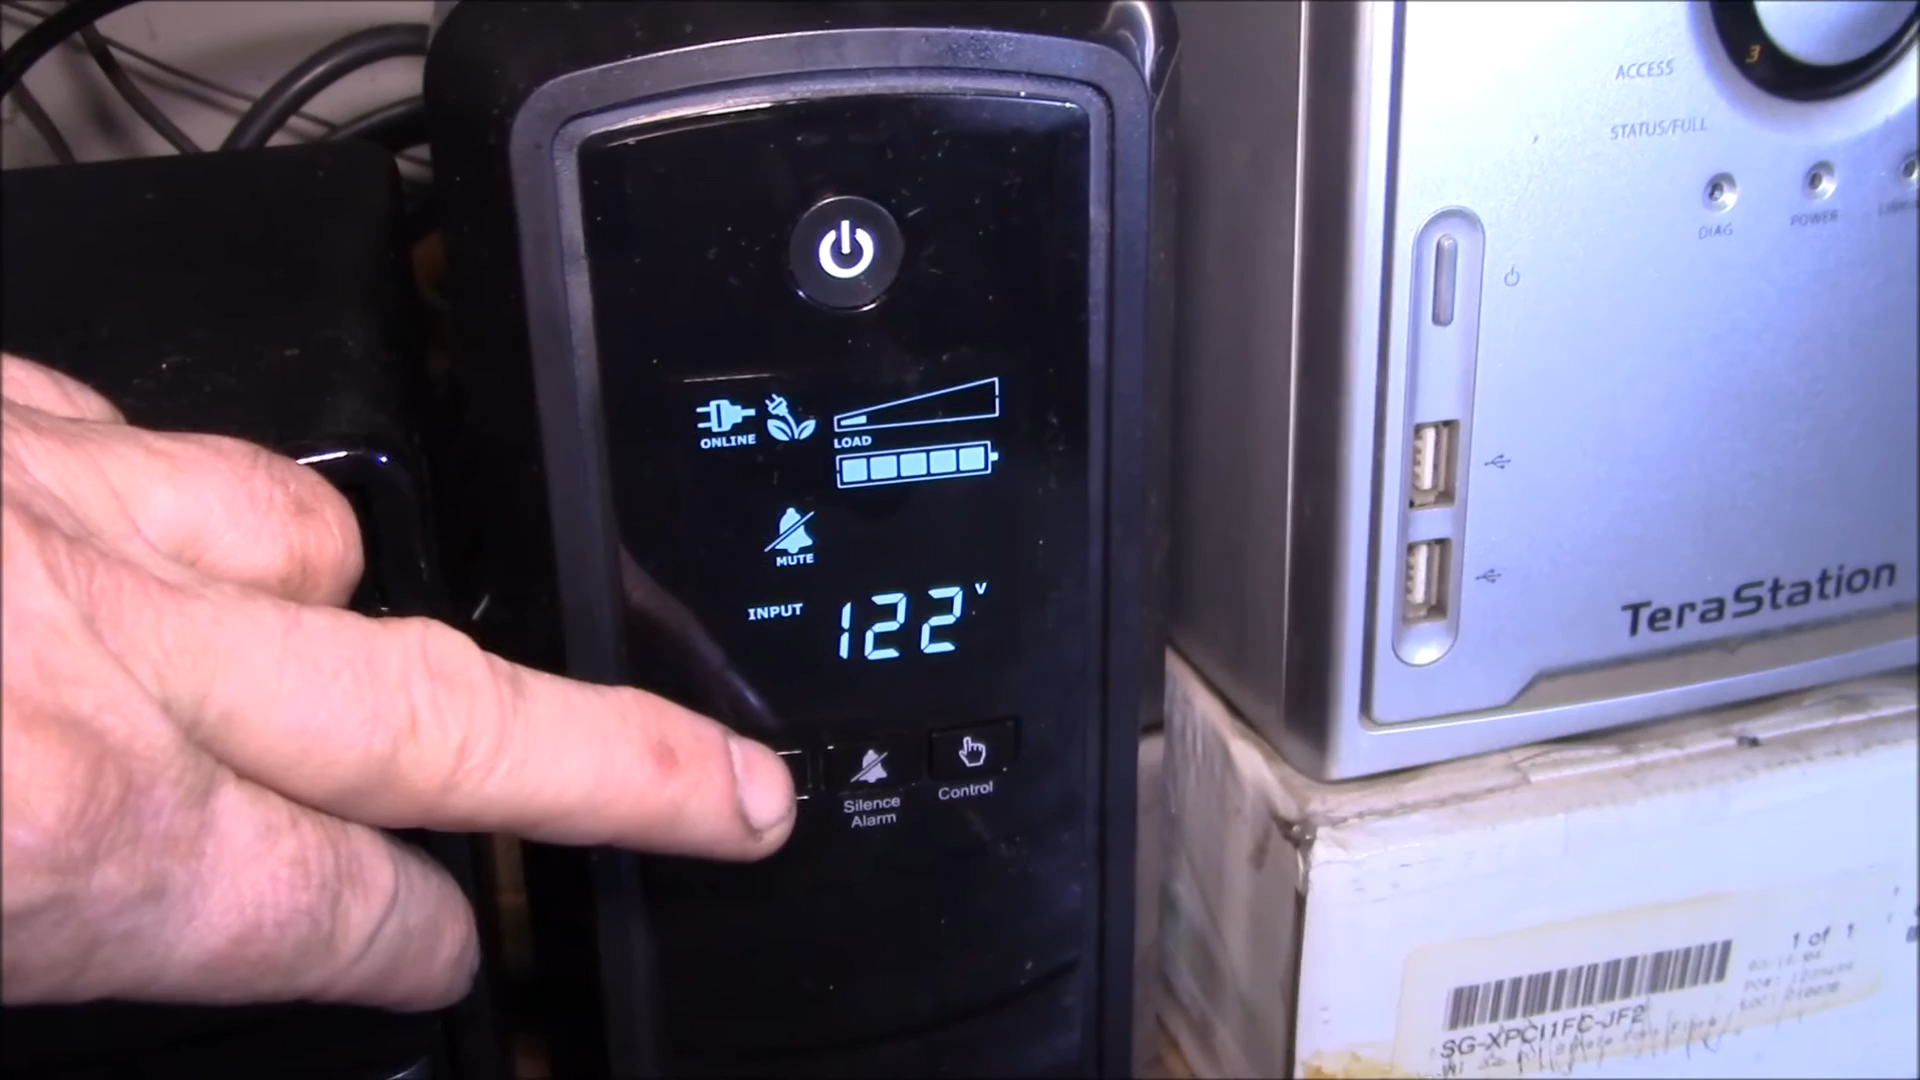 ONLINE
LOAD
MUTE
INPUT 122 V
Silence
Alarm
Control
3
ACCESS
STATUS/FULL
DIAG
POWER
TeraStation
1 of 1
SG-XPCI1FC-JF2